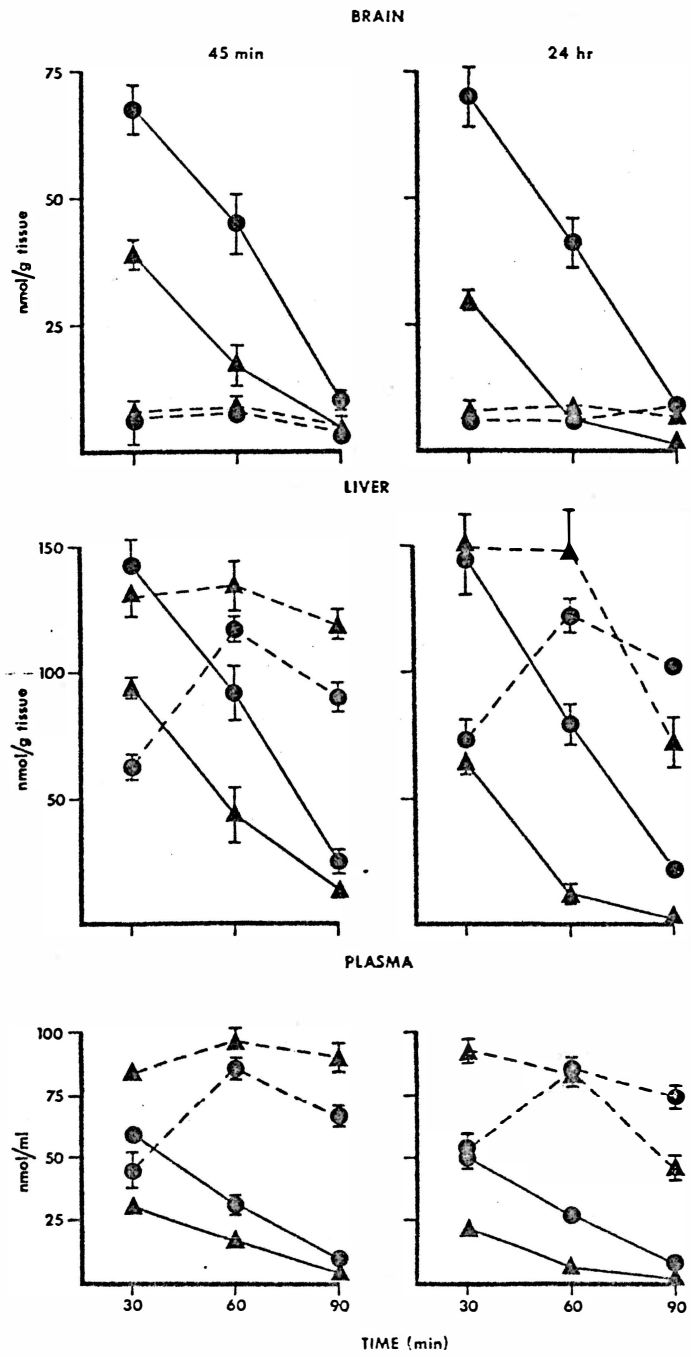 BRAIN
45 min
24 hr
75
50
25
nmol/g tissue
LIVER
150
100
50
nmol/g tissue
PLASMA
100
75
50
25
nmol/ml
30 60 90
30 60 90
TIME (min)